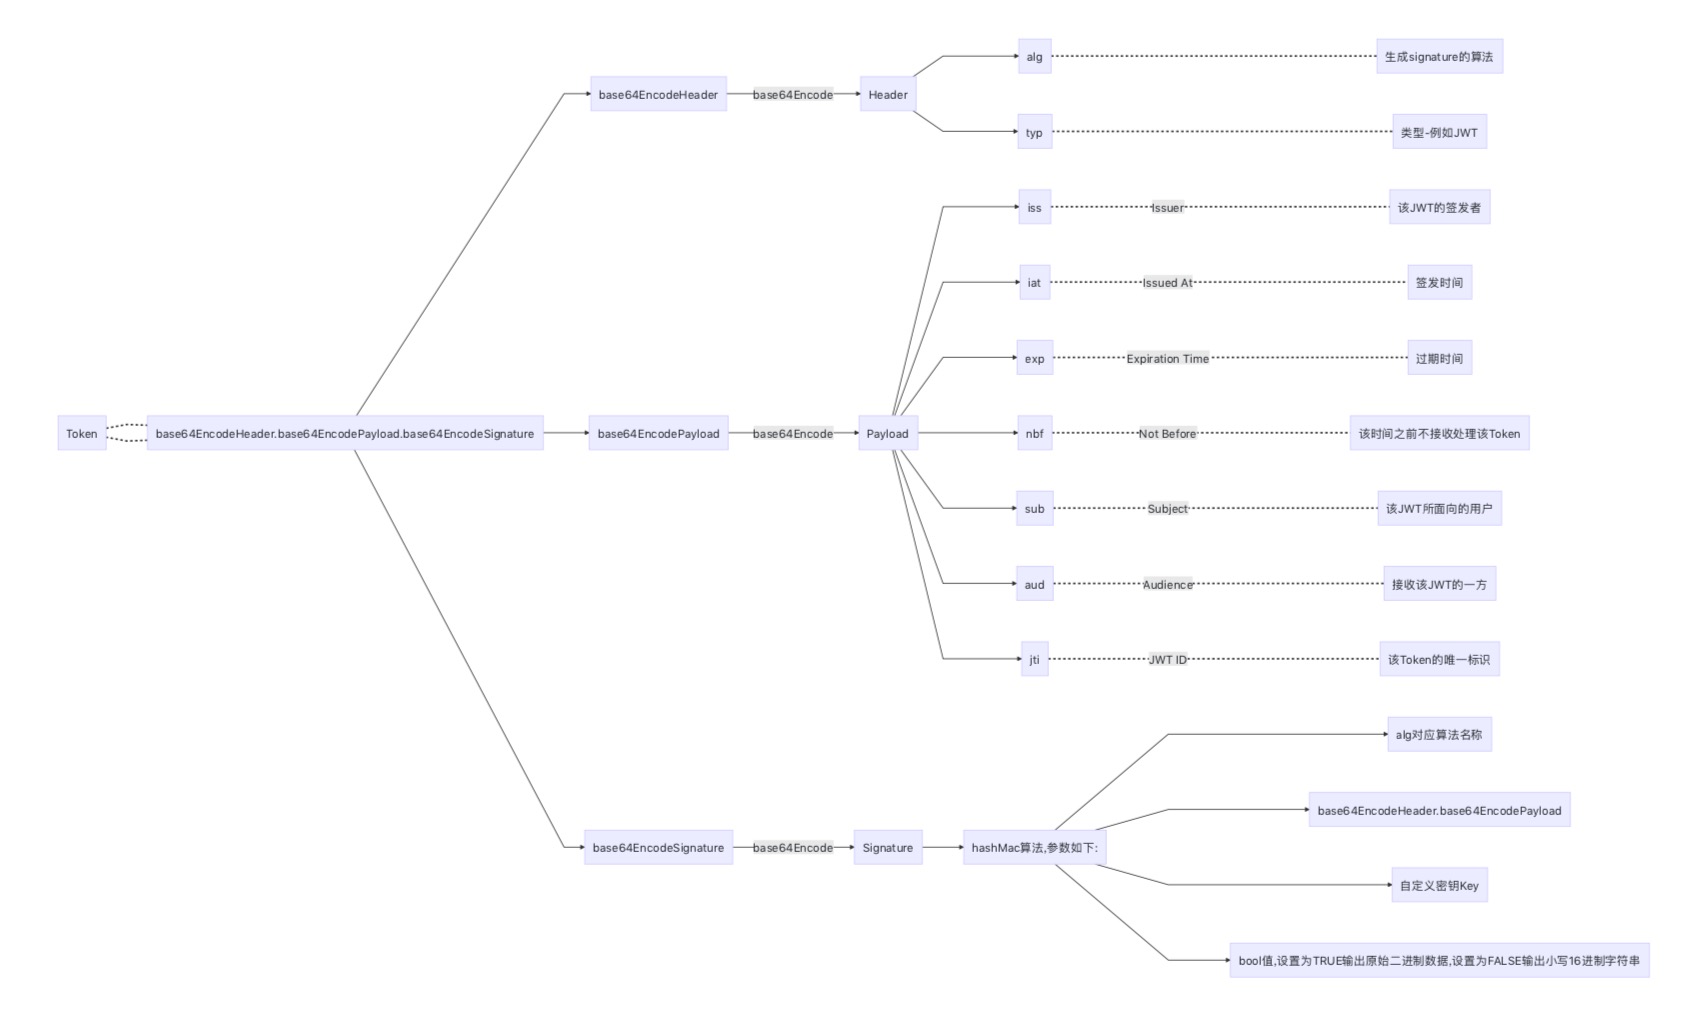 Token
base64EncodeHeader.base64EncodePayload.base64EncodeSignature
base64EncodeHeader
base64Encode
Header
alg
生成signature的算法
typ
类型-例如JWT
base64EncodePayload
base64Encode
Payload
iss
Issuer
该JWT的签发者
iat
Issued At
签发时间
exp
Expiration Time
过期时间
nbf
Not Before
该时间之前不接收处理该Token
sub
Subject
该JWT所面向的用户
aud
Audience
接收该JWT的一方
jti
JWT ID
该Token的唯一标识
base64EncodeSignature
base64Encode
Signature
hashMac算法,参数如下:
alg对应算法名称
base64EncodeHeader.base64EncodePayload
自定义密钥Key
bool值,设置为TRUE输出原始二进制数据,设置为FALSE输出小写16进制字符串